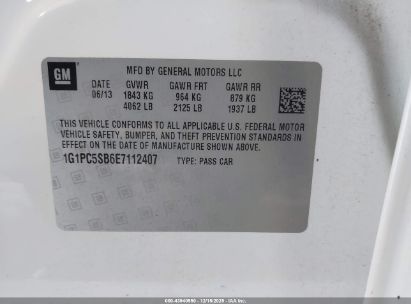 GM
MFD BY GENERAL MOTORS LLC
DATE GVWR GAWR FRT GAWR RR
06/13 1843 KG 964 KG 879 KG
4062 LB 2125 LB 1937 LB
THIS VEHICLE CONFORMS TO ALL APPLICABLE U.S. FEDERAL MOTOR
VEHICLE SAFETY, BUMPER, AND THEFT PREVENTION STANDARDS IN
EFFECT ON THE DATE OF MANUFACTURE SHOWN ABOVE.
1G1PC5SB6E7112407 TYPE: PASS CAR